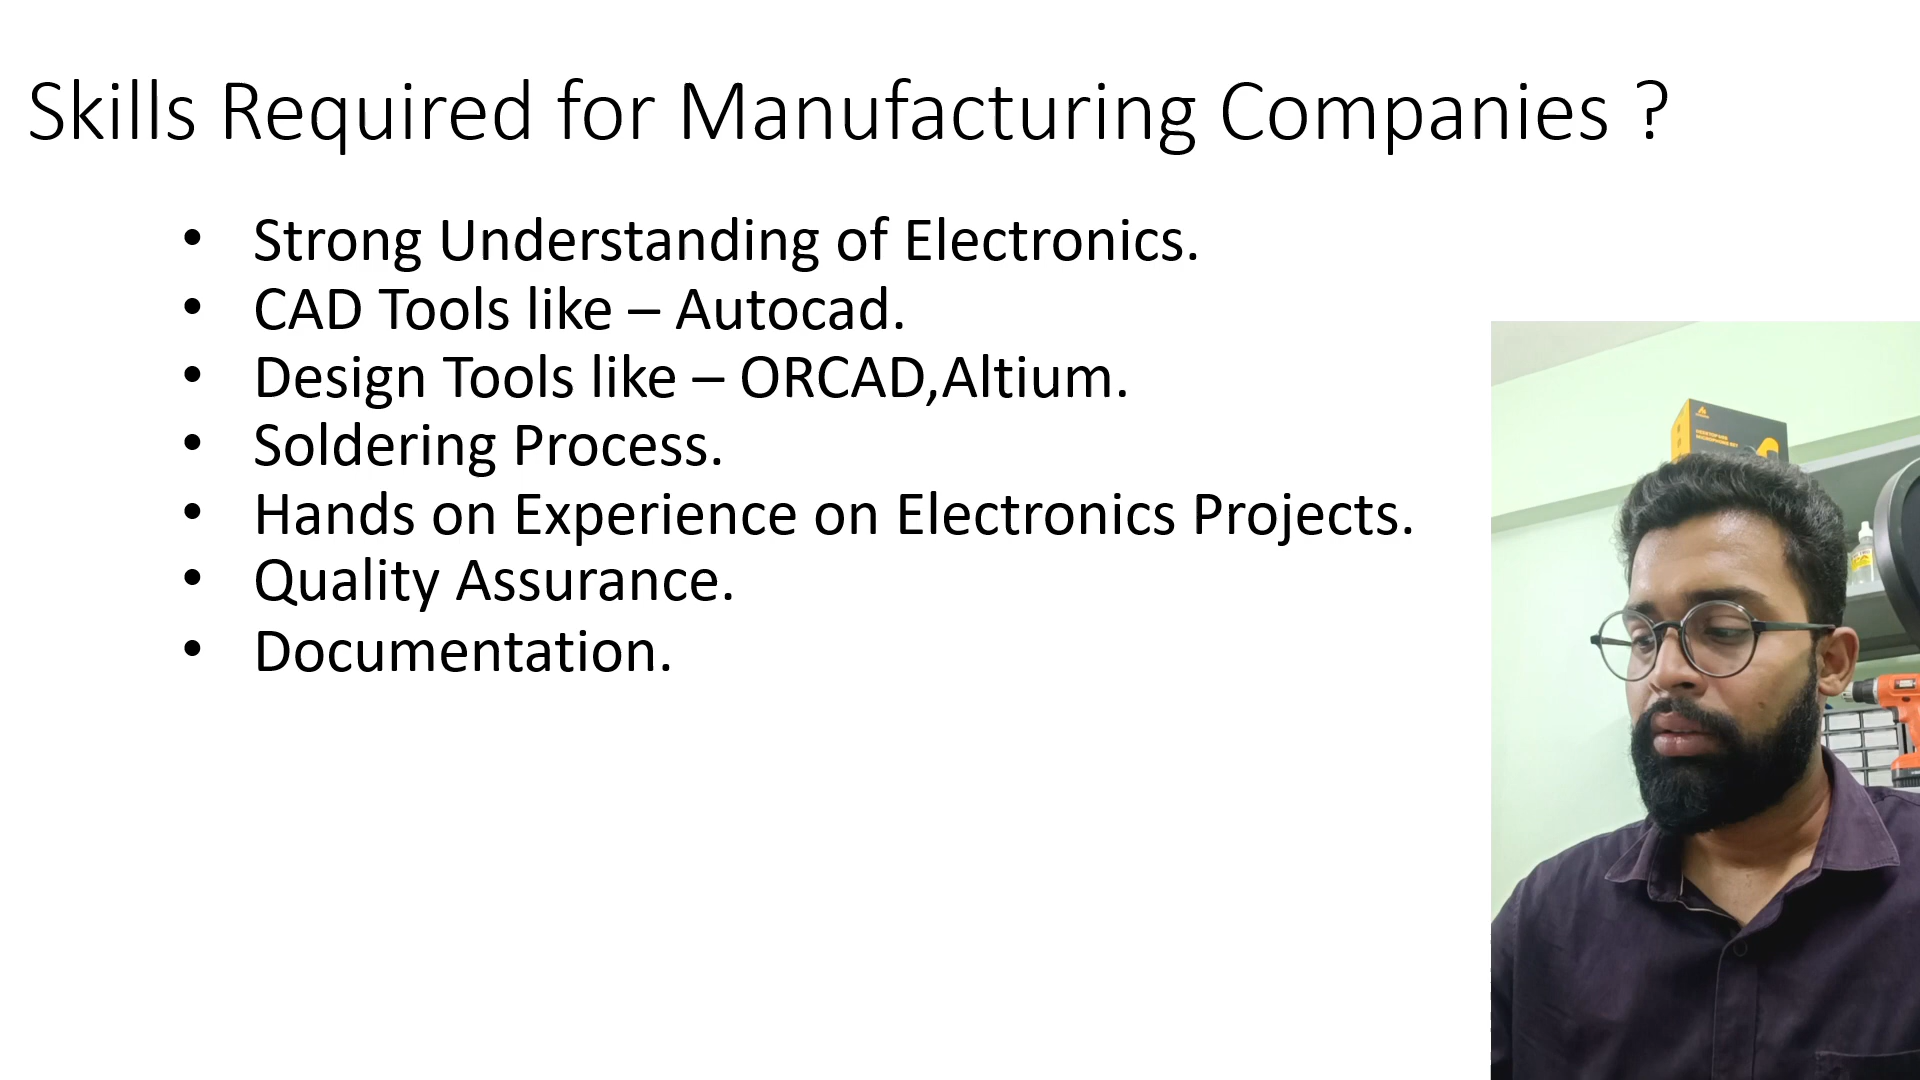 Skills Required for Manufacturing Companies ?
• Strong Understanding of Electronics.
• CAD Tools like – Autocad.
• Design Tools like – ORCAD,Altium.
• Soldering Process.
• Hands on Experience on Electronics Projects.
• Quality Assurance.
• Documentation.